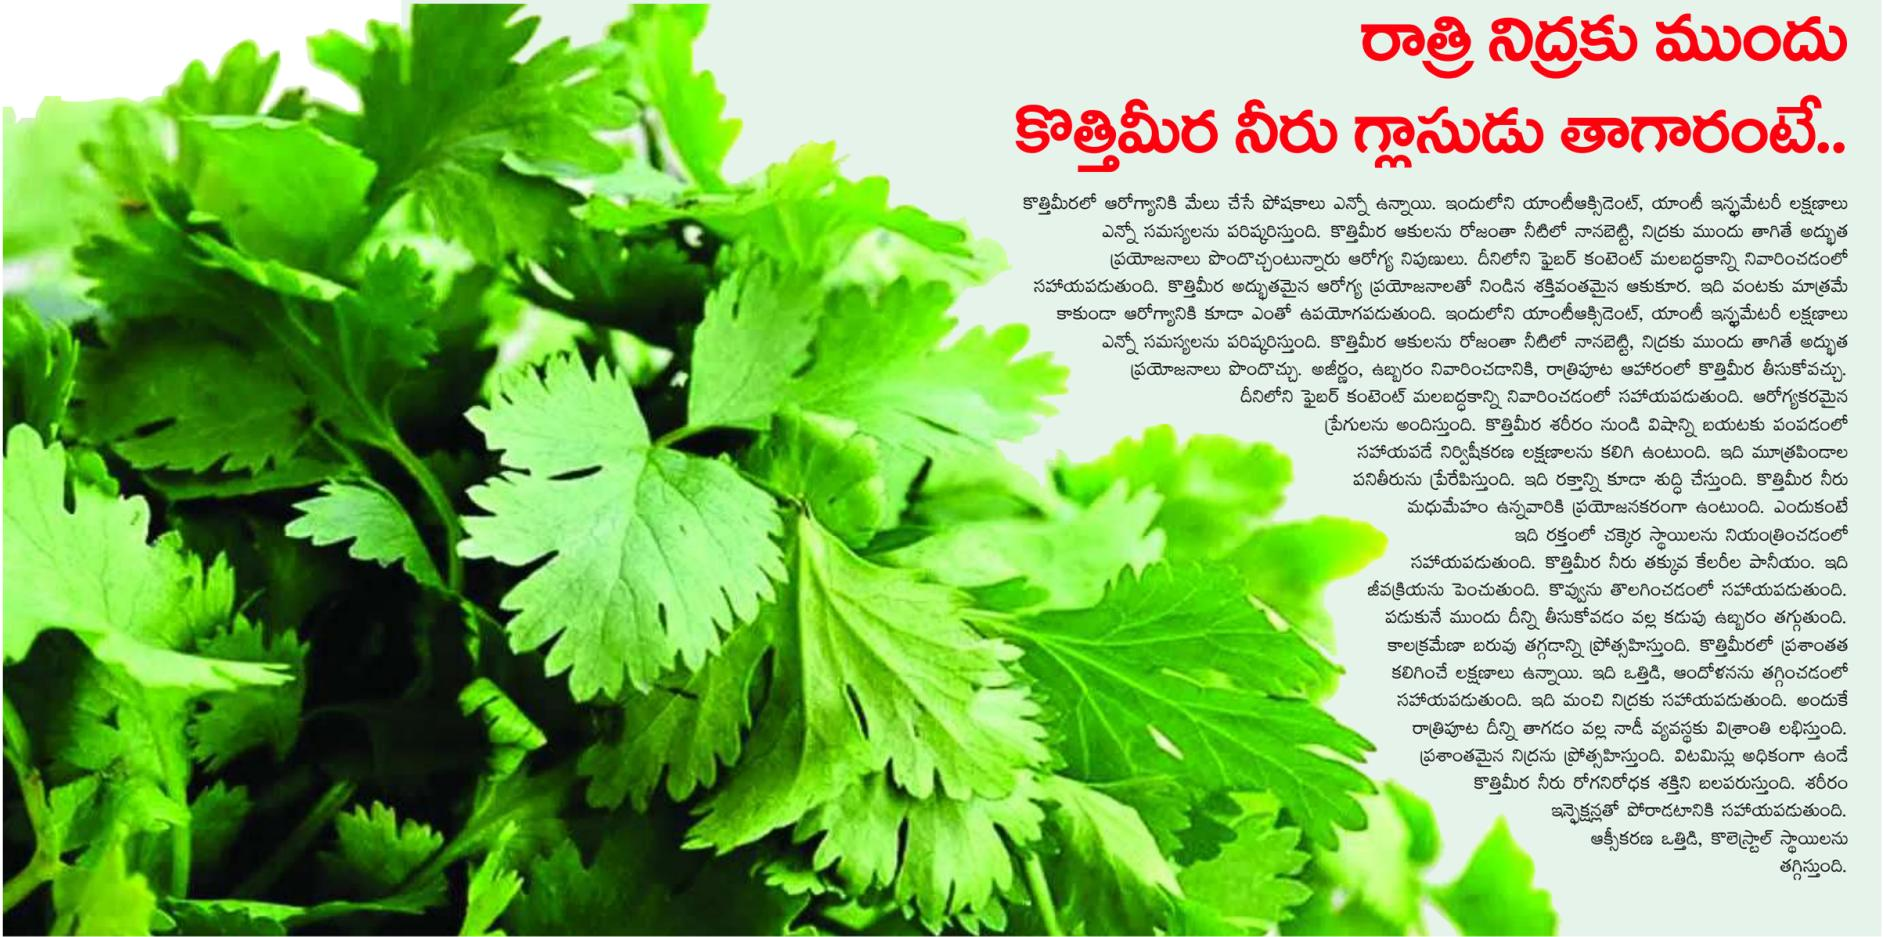 రాత్రి నిద్రకు ముందు
కొత్తిమీర నీరు గ్లాసుడు తాగారంటే..
కొత్తిమీరలో ఆరోగ్యానికి మేలు చేసే పోషకాలు ఎన్నో ఉన్నాయి. ఇందులోని యాంటీఆక్సిడెంట్, యాంటీ ఇన్ఫ్లమేటరీ లక్షణాలు
ఎన్నో సమస్యలను పరిష్కరిస్తుంది. కొత్తిమీర ఆకులను రోజంతా నీటిలో నానబెట్టి, నిద్రకు ముందు తాగితే అద్భుత
ప్రయోజనాలు పొందొచ్చంటున్నారు ఆరోగ్య నిపుణులు. దీనిలోని ఫైబర్ కంటెంట్ మలబద్ధకాన్ని నివారించడంలో
సహాయపడుతుంది. కొత్తిమీర అద్భుతమైన ఆరోగ్య ప్రయోజనాలతో నిండిన శక్తివంతమైన ఆకుకూర. ఇది వంటకు మాత్రమే
కాకుండా ఆరోగ్యానికి కూడా ఎంతో ఉపయోగపడుతుంది. ఇందులోని యాంటీఆక్సిడెంట్, యాంటీ ఇన్ఫ్లమేటరీ లక్షణాలు
ఎన్నో సమస్యలను పరిష్కరిస్తుంది. కొత్తిమీర ఆకులను రోజంతా నీటిలో నానబెట్టి, నిద్రకు ముందు తాగితే అద్భుత
ప్రయోజనాలు పొందొచ్చు. అజీర్ణం, ఉబ్బరం నివారించడానికి, రాత్రిపూట ఆహారంలో కొత్తిమీర తీసుకోవచ్చు.
దీనిలోని ఫైబర్ కంటెంట్ మలబద్ధకాన్ని నివారించడంలో సహాయపడుతుంది. ఆరోగ్యకరమైన
ప్రేగులను అందిస్తుంది. కొత్తిమీర శరీరం నుండి విషాన్ని బయటకు పంపడంలో
సహాయపడే నిర్విషీకరణ లక్షణాలను కలిగి ఉంటుంది. ఇది మూత్రపిండాల
పనితీరును ప్రేరేపిస్తుంది. ఇది రక్తాన్ని కూడా శుద్ధి చేస్తుంది. కొత్తిమీర నీరు
మధుమేహం ఉన్నవారికి ప్రయోజనకరంగా ఉంటుంది. ఎందుకంటే
ఇది రక్తంలో చక్కెర స్థాయిలను నియంత్రించడంలో
సహాయపడుతుంది. కొత్తిమీర నీరు తక్కువ కేలరీల పానీయం. ఇది
జీవక్రియను పెంచుతుంది. కొవ్వును తొలగించడంలో సహాయపడుతుంది.
పడుకునే ముందు దీన్ని తీసుకోవడం వల్ల కడుపు ఉబ్బరం తగ్గుతుంది.
కాలక్రమేణా బరువు తగ్గడాన్ని ప్రోత్సహిస్తుంది. కొత్తిమీరలో ప్రశాంతత
కలిగించే లక్షణాలు ఉన్నాయి. ఇది ఒత్తిడి, ఆందోళనను తగ్గించడంలో
సహాయపడుతుంది. ఇది మంచి నిద్రకు సహాయపడుతుంది. అందుకే
రాత్రిపూట దీన్ని తాగడం వల్ల నాడీ వ్యవస్థకు విశ్రాంతి లభిస్తుంది.
ప్రశాంతమైన నిద్రను ప్రోత్సహిస్తుంది. విటమిన్లు అధికంగా ఉండే
కొత్తిమీర నీరు రోగనిరోధక శక్తిని బలపరుస్తుంది. శరీరం
ఇన్ఫెక్షన్లతో పోరాడటానికి సహాయపడుతుంది.
ఆక్సీకరణ ఒత్తిడి, కొలెస్ట్రాల్ స్థాయిలను
తగ్గిస్తుంది.